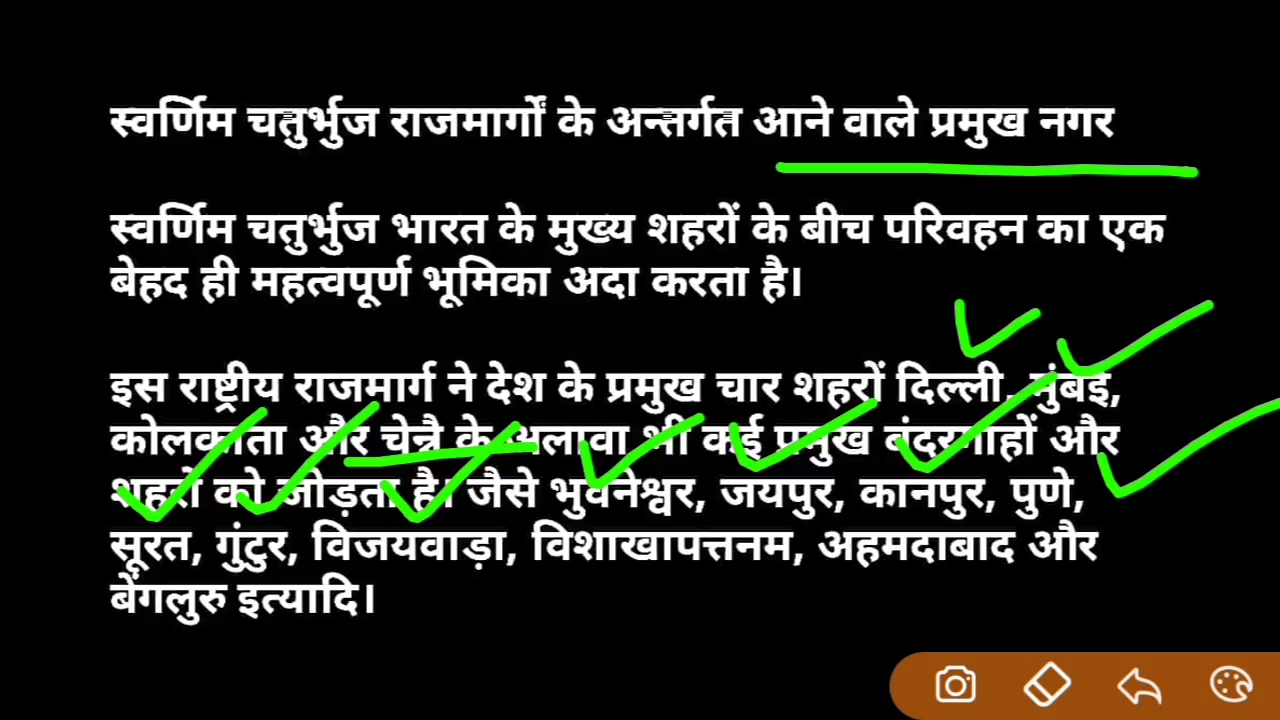 स्वर्णिम चतुर्भुज राजमार्गों के अन्तर्गत आने वाले प्रमुख नगर
स्वर्णिम चतुर्भुज भारत के मुख्य शहरों के बीच परिवहन का एक
बेहद ही महत्वपूर्ण भूमिका अदा करता है।
इस राष्ट्रीय राजमार्ग ने देश के प्रमुख चार शहरों दिल्ली, मुंबई,
कोलकाता और चेन्नै के अलावा भी कई प्रमुख बंदरगाहों और
शहरों को जोड़ता है। जैसे भुवनेश्वर, जयपुर, कानपुर, पुणे,
सूरत, गुंटुर, विजयवाड़ा, विशाखापत्तनम, अहमदाबाद और
बेंगलुरु इत्यादि।